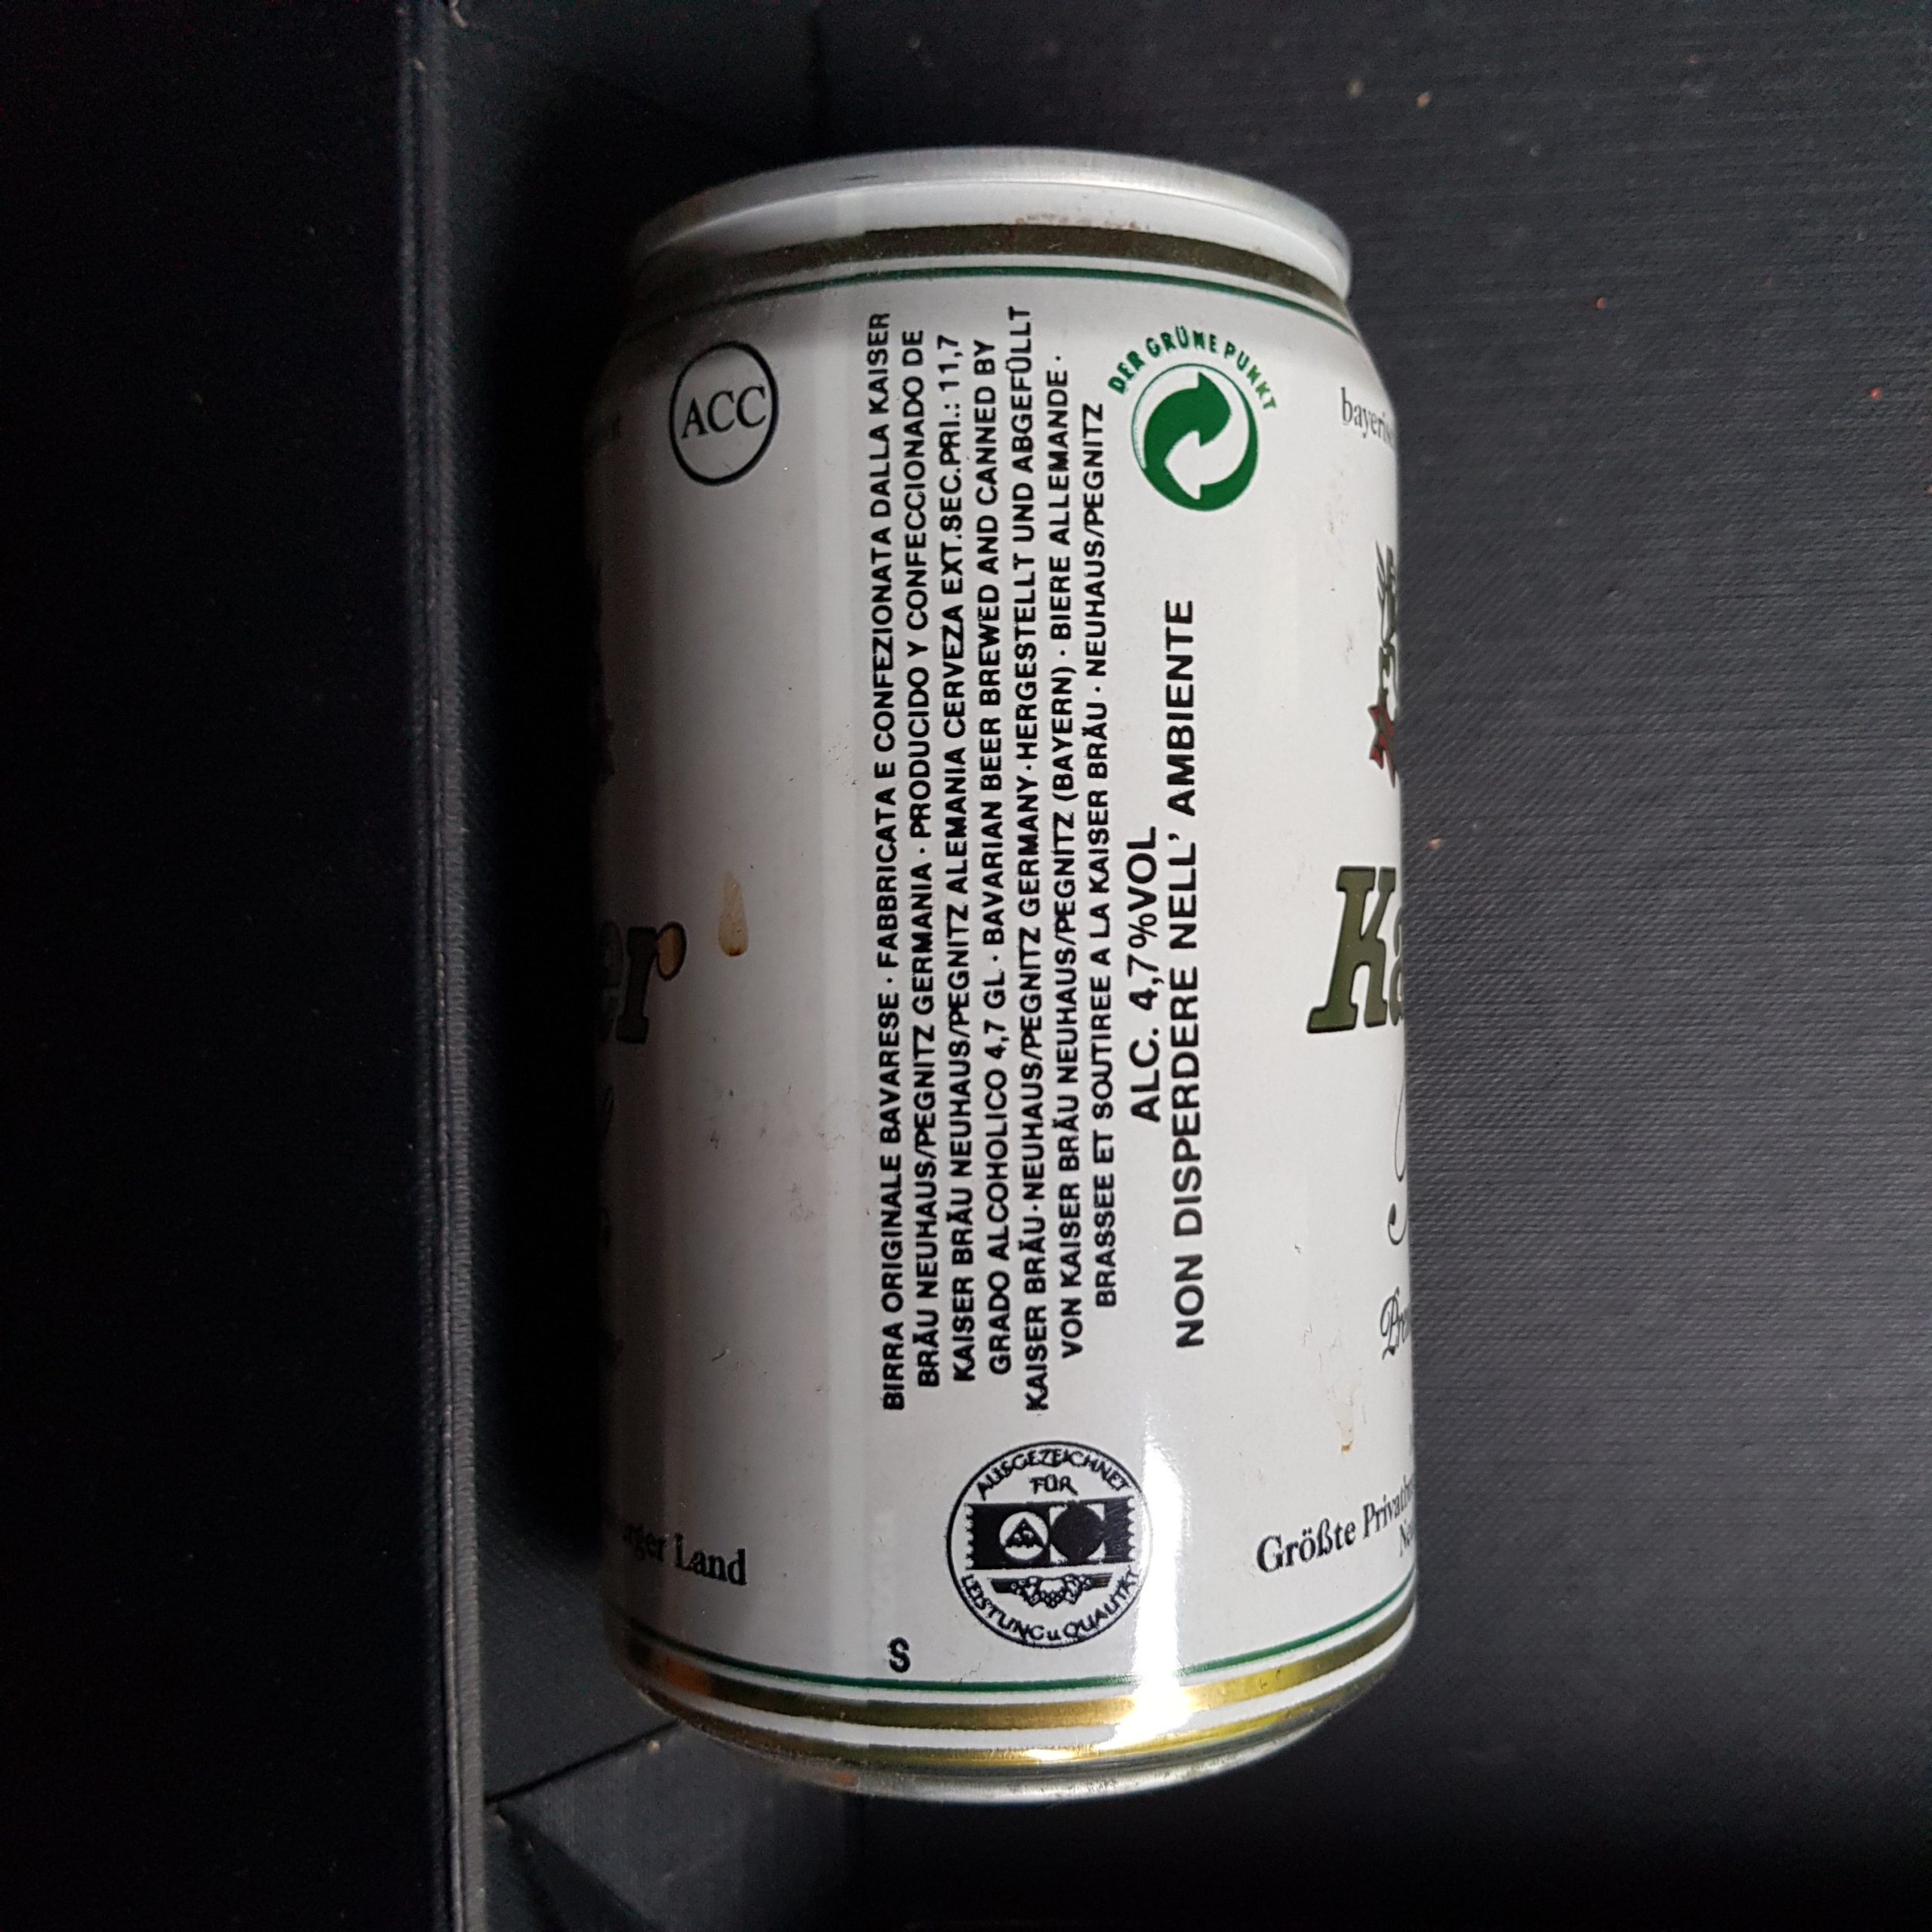 ACC
er
Land
BIRRA ORIGINALE BAVARESE · FABBRICATA E CONFEZIONATA DALLA KAISER
BRÄU NEUHAUS/PEGNITZ GERMANIA · PRODUCIDO Y CONFECCIONADO DE
KAISER BRÄU NEUHAUS/PEGNITZ ALEMANIA CERVEZA EXT.SEC.PRI.: 11,7
GRADO ALCOHOLICO 4,7 GL · BAVARIAN BEER BREWED AND CANNED BY
KAISER BRÄU · NEUHAUS/PEGNITZ GERMANY · HERGESTELLT UND ABGEFÜLLT
VON KAISER BRÄU NEUHAUS/PEGNITZ (BAYERN) · BIERE ALLEMANDE ·
BRASSEE ET SOUTIREE A LA KAISER BRÄU · NEUHAUS/PEGNITZ
ALC. 4,7%VOL
NON DISPERDERE NELL' AMBIENTE
DER GRÜNE PUNKT
AUSGEZEICHNET
FÜR
LEISTUNG u QUALITÄT
S
Ka
Größte